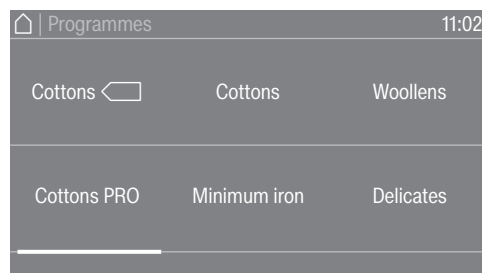 | Programmes 11:02
Cottons Cottons Woollens
Cottons PRO Minimum iron Delicates